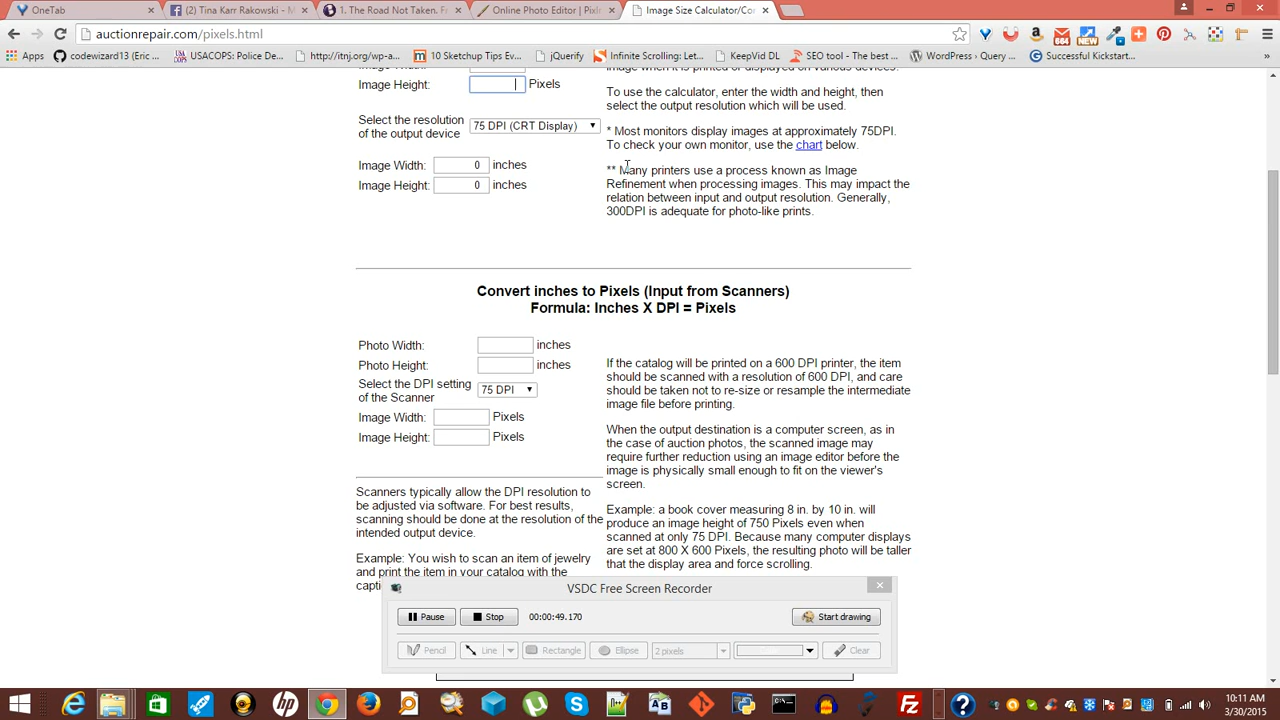 OneTab
Tina Karr Rakowski - M
1. The Road Not Taken. F
Online Photo Editor | Pixl
Image Size Calculator/Co
auctionrepair.com/pixels.html
664
NEW
Apps
codewizard13 (Eric ...
USACOPS: Police De...
http://itnj.org/wp-a...
10 Sketchup Tips Eve...
jQuerify
Infinite Scrolling: Let...
KeepVid DL
SEO tool - The best ...
WordPress › Query ...
Successful Kickstart...
»
image when it is printed or displayed on various devices.
Image Height:
Pixels
To use the calculator, enter the width and height, then
select the output resolution which will be used.
Select the resolution
of the output device
75 DPI (CRT Display)
* Most monitors display images at approximately 75DPI.
To check your own monitor, use the chart below.
Image Width: 0 inches
Image Height: 0 inches
** Many printers use a process known as Image
Refinement when processing images. This may impact the
relation between input and output resolution. Generally,
300DPI is adequate for photo-like prints.
Convert inches to Pixels (Input from Scanners)
Formula: Inches X DPI = Pixels
Photo Width: inches
Photo Height: inches
Select the DPI setting
of the Scanner
75 DPI
Image Width: Pixels
Image Height: Pixels
If the catalog will be printed on a 600 DPI printer, the item
should be scanned with a resolution of 600 DPI, and care
should be taken not to re-size or resample the intermediate
image file before printing.
When the output destination is a computer screen, as in
the case of auction photos, the scanned image may
require further reduction using an image editor before the
image is physically small enough to fit on the viewer's
screen.
Scanners typically allow the DPI resolution to
be adjusted via software. For best results,
scanning should be done at the resolution of the
intended output device.
Example: a book cover measuring 8 in. by 10 in. will
produce an image height of 750 Pixels even when
scanned at only 75 DPI. Because many computer displays
are set at 800 X 600 Pixels, the resulting photo will be taller
that the display area and force scrolling.
Example: You wish to scan an item of jewelry
and print the item in your catalog with the
VSDC Free Screen Recorder
Pause
Stop
00:00:49.170
Start drawing
Pencil
Line
Rectangle
Ellipse
2 pixels
Clear
10:11 AM
3/30/2015